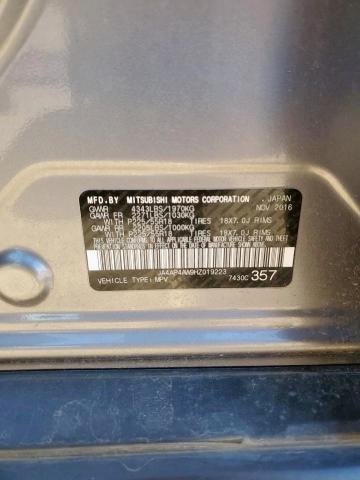 MFD.BY MITSUBISHI MOTORS CORPORATION, JAPAN
GVWR 4343LBS/1970KG NOV 2016
GAWR FR 2271LBS/1030KG
WITH P225/55R18 TIRES 18X7.0J RIMS
GAWR RR 2205LBS/1000KG
WITH P225/55R18 TIRES 18X7.0J RIMS
JA4AP4AW9HZ019223
VEHICLE TYPE: MPV 7430C 357